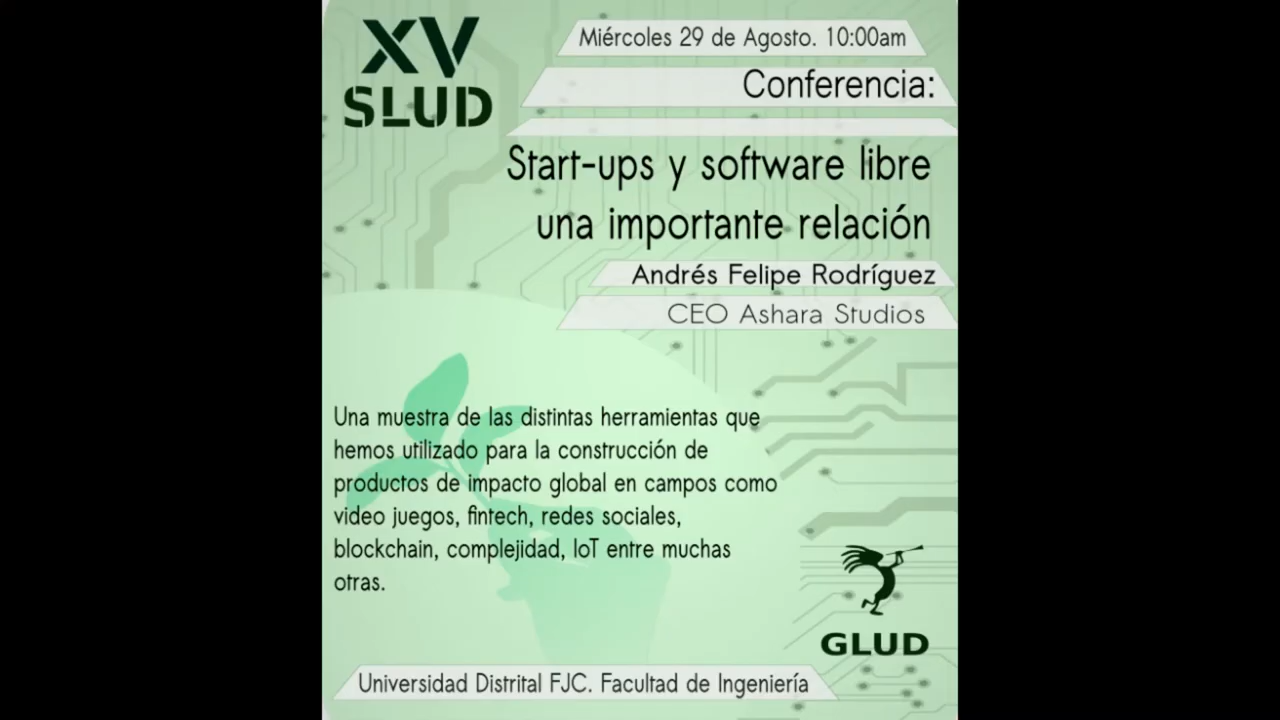 XV
SLUD
Miércoles 29 de Agosto. 10:00am
Conferencia:
Start-ups y software libre
una importante relación
Andrés Felipe Rodríguez
CEO Ashara Studios
Una muestra de las distintas herramientas que
hemos utilizado para la construcción de
productos de impacto global en campos como
video juegos, fintech, redes sociales,
blockchain, complejidad, IoT entre muchas
otras.
GLUD
Universidad Distrital FJC. Facultad de Ingeniería